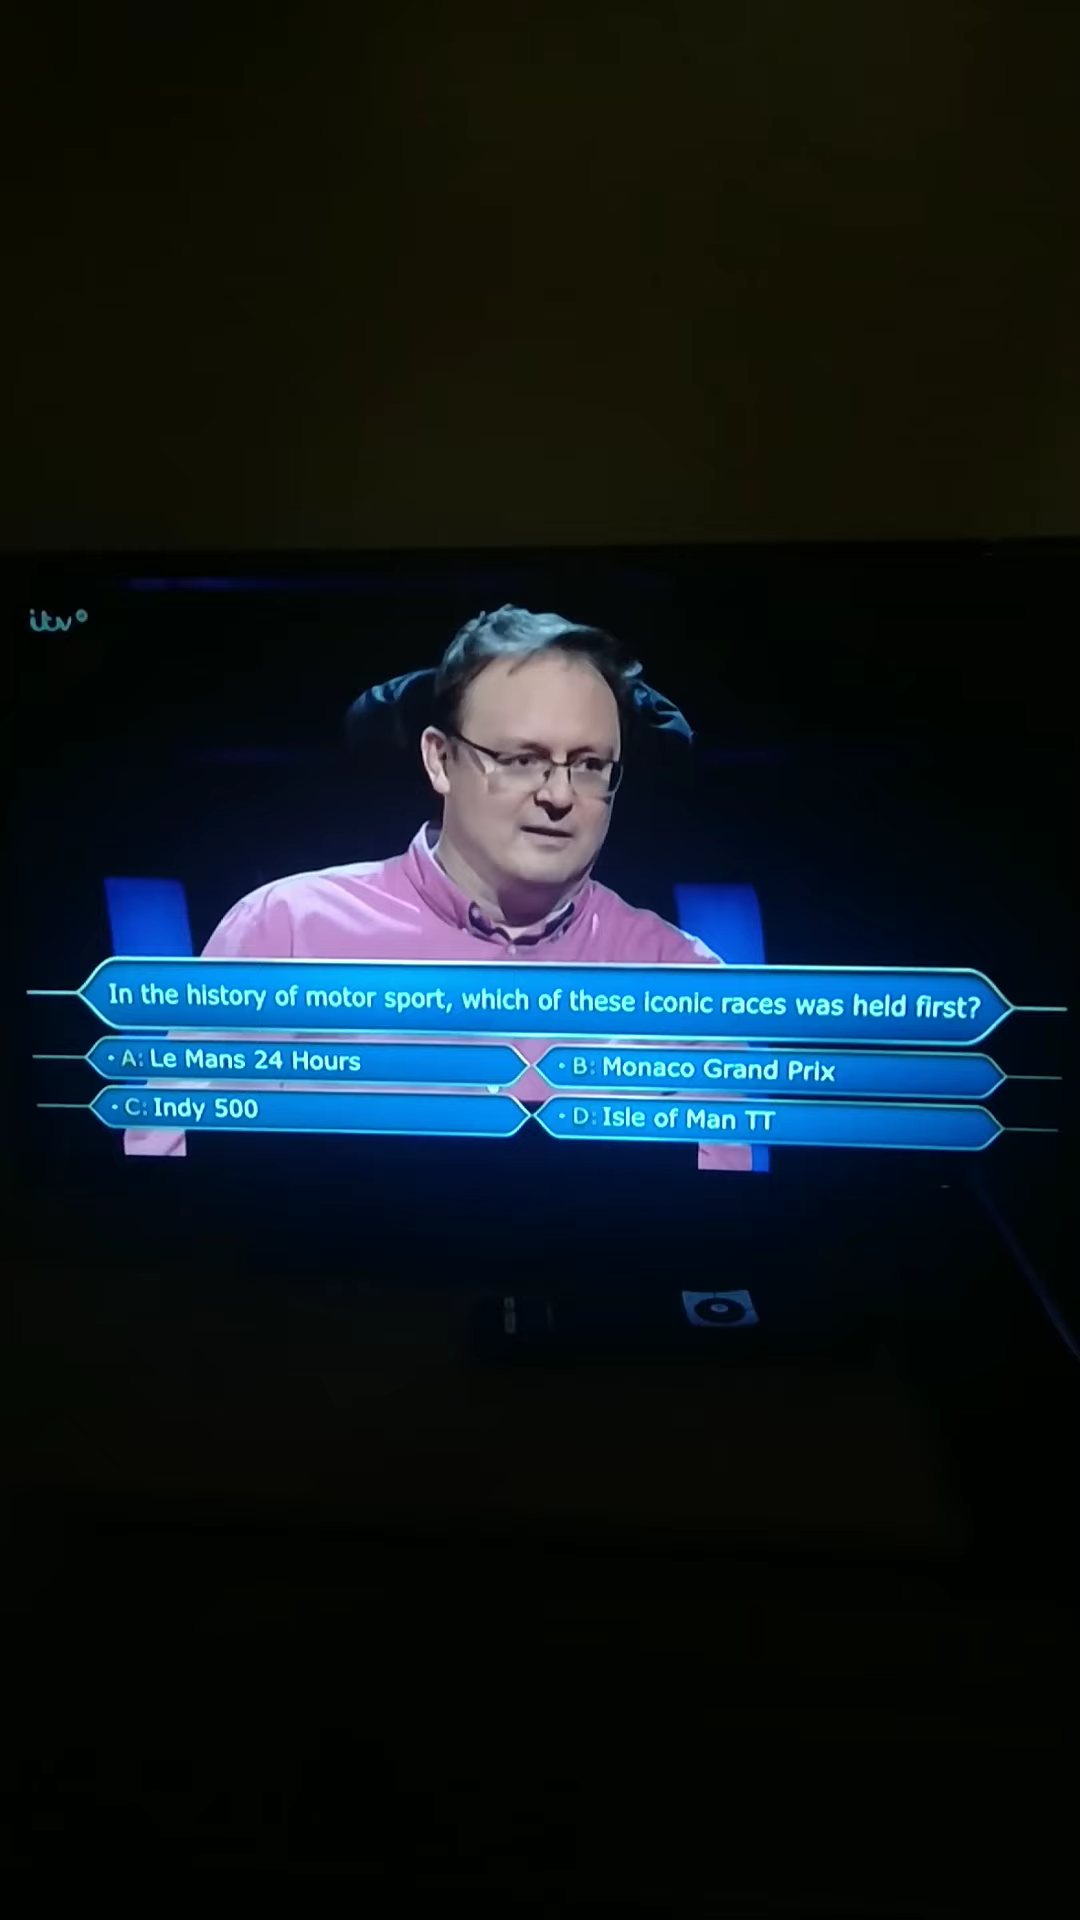 itv
In the history of motor sport, which of these iconic races was held first?
A: Le Mans 24 Hours
B: Monaco Grand Prix
C: Indy 500
D: Isle of Man TT